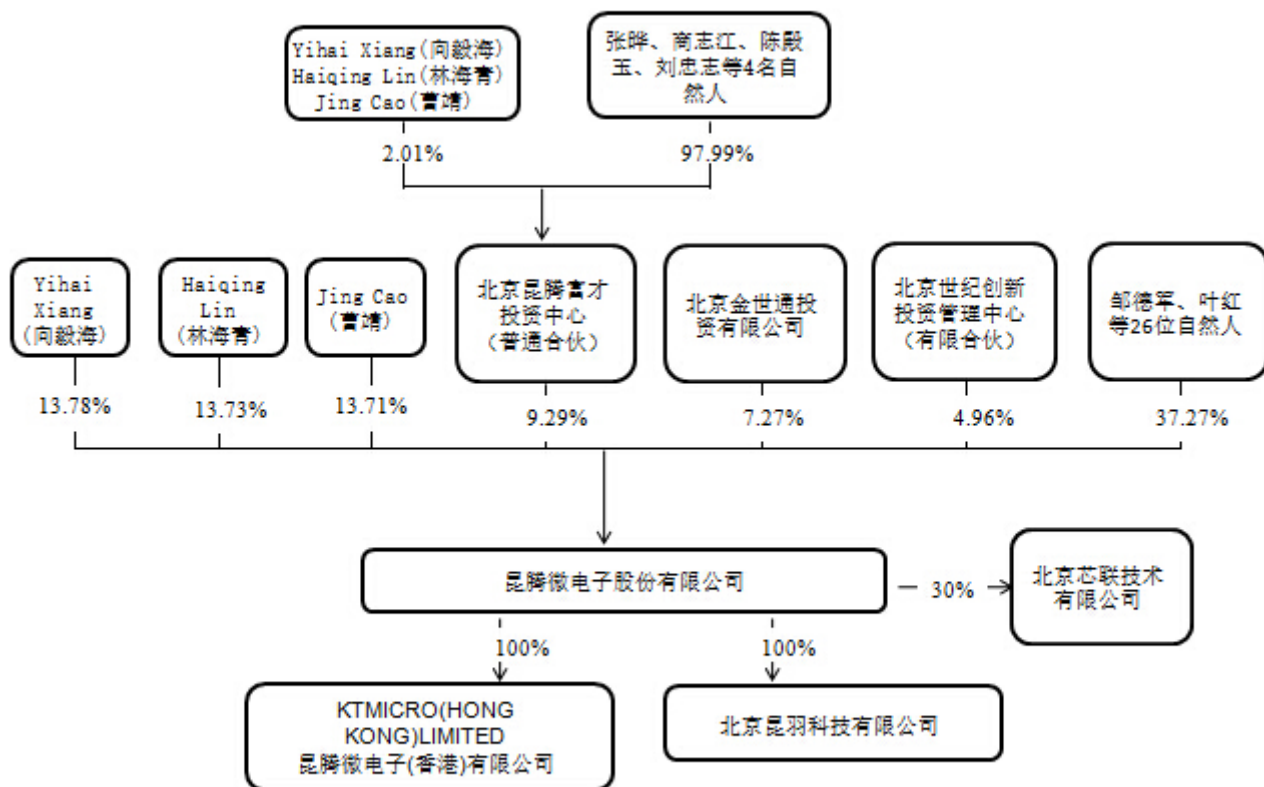 Yihai Xiang(向毅海)
Haiqing Lin(林海青)
Jing Cao(曹靖)
张晔、商志江、陈殿
玉、刘忠志等4名自
然人
2.01%
97.99%
Yihai
Xiang
(向毅海)
Haiqing
Lin
(林海青)
Jing Cao
(曹靖)
北京昆腾富才
投资中心
（普通合伙）
北京金世通投
资有限公司
北京世纪创新
投资管理中心
（有限合伙）
邹德军、叶红
等26位自然人
13.78%
13.73%
13.71%
9.29%
7.27%
4.96%
37.27%
昆腾微电子股份有限公司
30%
北京芯联技术
有限公司
100%
100%
KTMICRO(HONG
KONG)LIMITED
昆腾微电子(香港)有限公司
北京昆羽科技有限公司